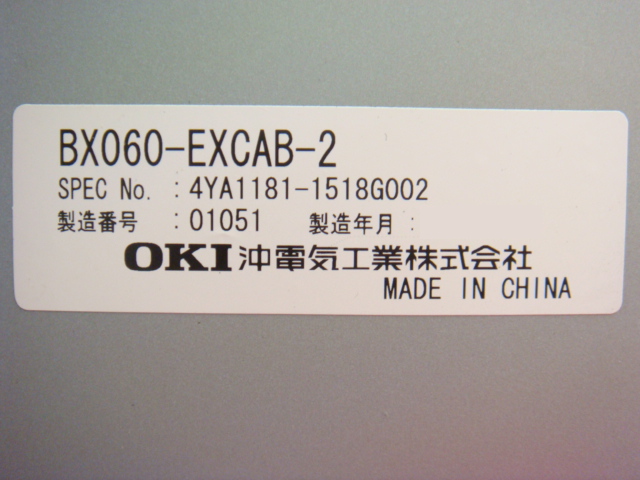 BX060-EXCAB-2
SPEC No. : 4YA1181-1518G002
製造番号 : 01051 製造年月 :
OKI 沖電気工業株式会社
MADE IN CHINA